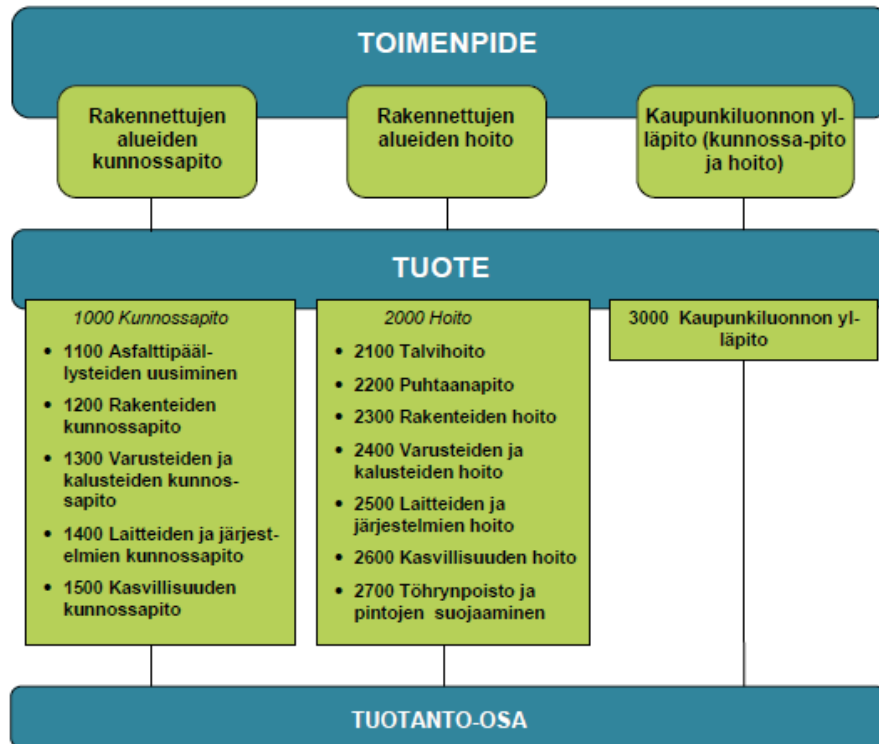 TOIMENPIDE
Rakennettujen
alueiden
kunnossapito
Rakennettujen
alueiden hoito
Kaupunkiluonnon yl-
läpito (kunnossa-pito
ja hoito)
TUOTE
1000 Kunnossapito
• 1100 Asfalttipääl-
lysteiden uusiminen
• 1200 Rakenteiden
kunnossapito
• 1300 Varusteiden ja
kalusteiden kunnos-
sapito
• 1400 Laitteiden ja järjest-
elmien kunnossapito
• 1500 Kasvillisuuden
kunnossapito
2000 Hoito
• 2100 Talvihoito
• 2200 Puhtaanapito
• 2300 Rakenteiden hoito
• 2400 Varusteiden ja
kalusteiden hoito
• 2500 Laitteiden ja
järjestelmien hoito
• 2600 Kasvillisuuden hoito
• 2700 Töhrynpoisto ja
pintojen suojaaminen
3000 Kaupunkiluonnon yl-
läpito
TUOTANTO-OSA